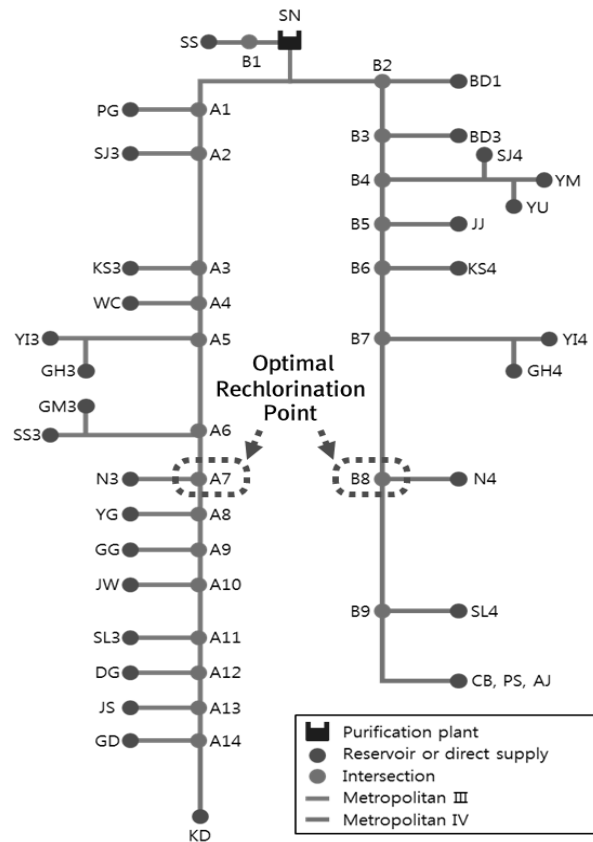 SN
SS
B1
B2
BD1
PG
A1
B3
BD3
SJ3
A2
SJ4
B4
YM
YU
B5
JJ
KS3
A3
B6
KS4
WC
A4
YI3
A5
B7
YI4
GH3
GH4
Optimal
Rechlorination
Point
GM3
SS3
A6
N3
A7
B8
N4
YG
A8
GG
A9
JW
A10
SL3
A11
B9
SL4
DG
A12
CB, PS, AJ
JS
A13
GD
A14
KD
Purification plant
Reservoir or direct supply
Intersection
Metropolitan Ⅲ
Metropolitan Ⅳ